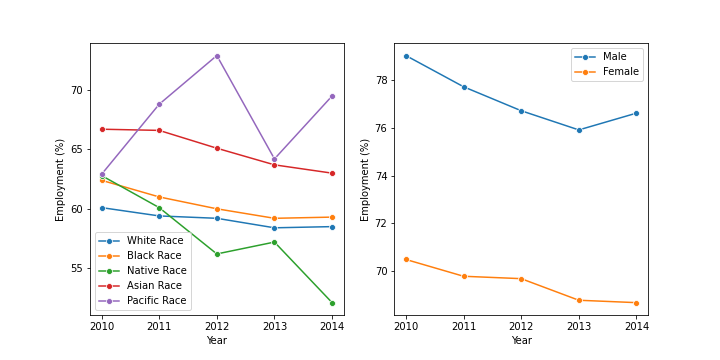 70
65
60
55
Employment (%)
White Race
Black Race
Native Race
Asian Race
Pacific Race
2010 2011 2012 2013 2014
Year
78
76
74
72
70
Employment (%)
Male
Female
2010 2011 2012 2013 2014
Year